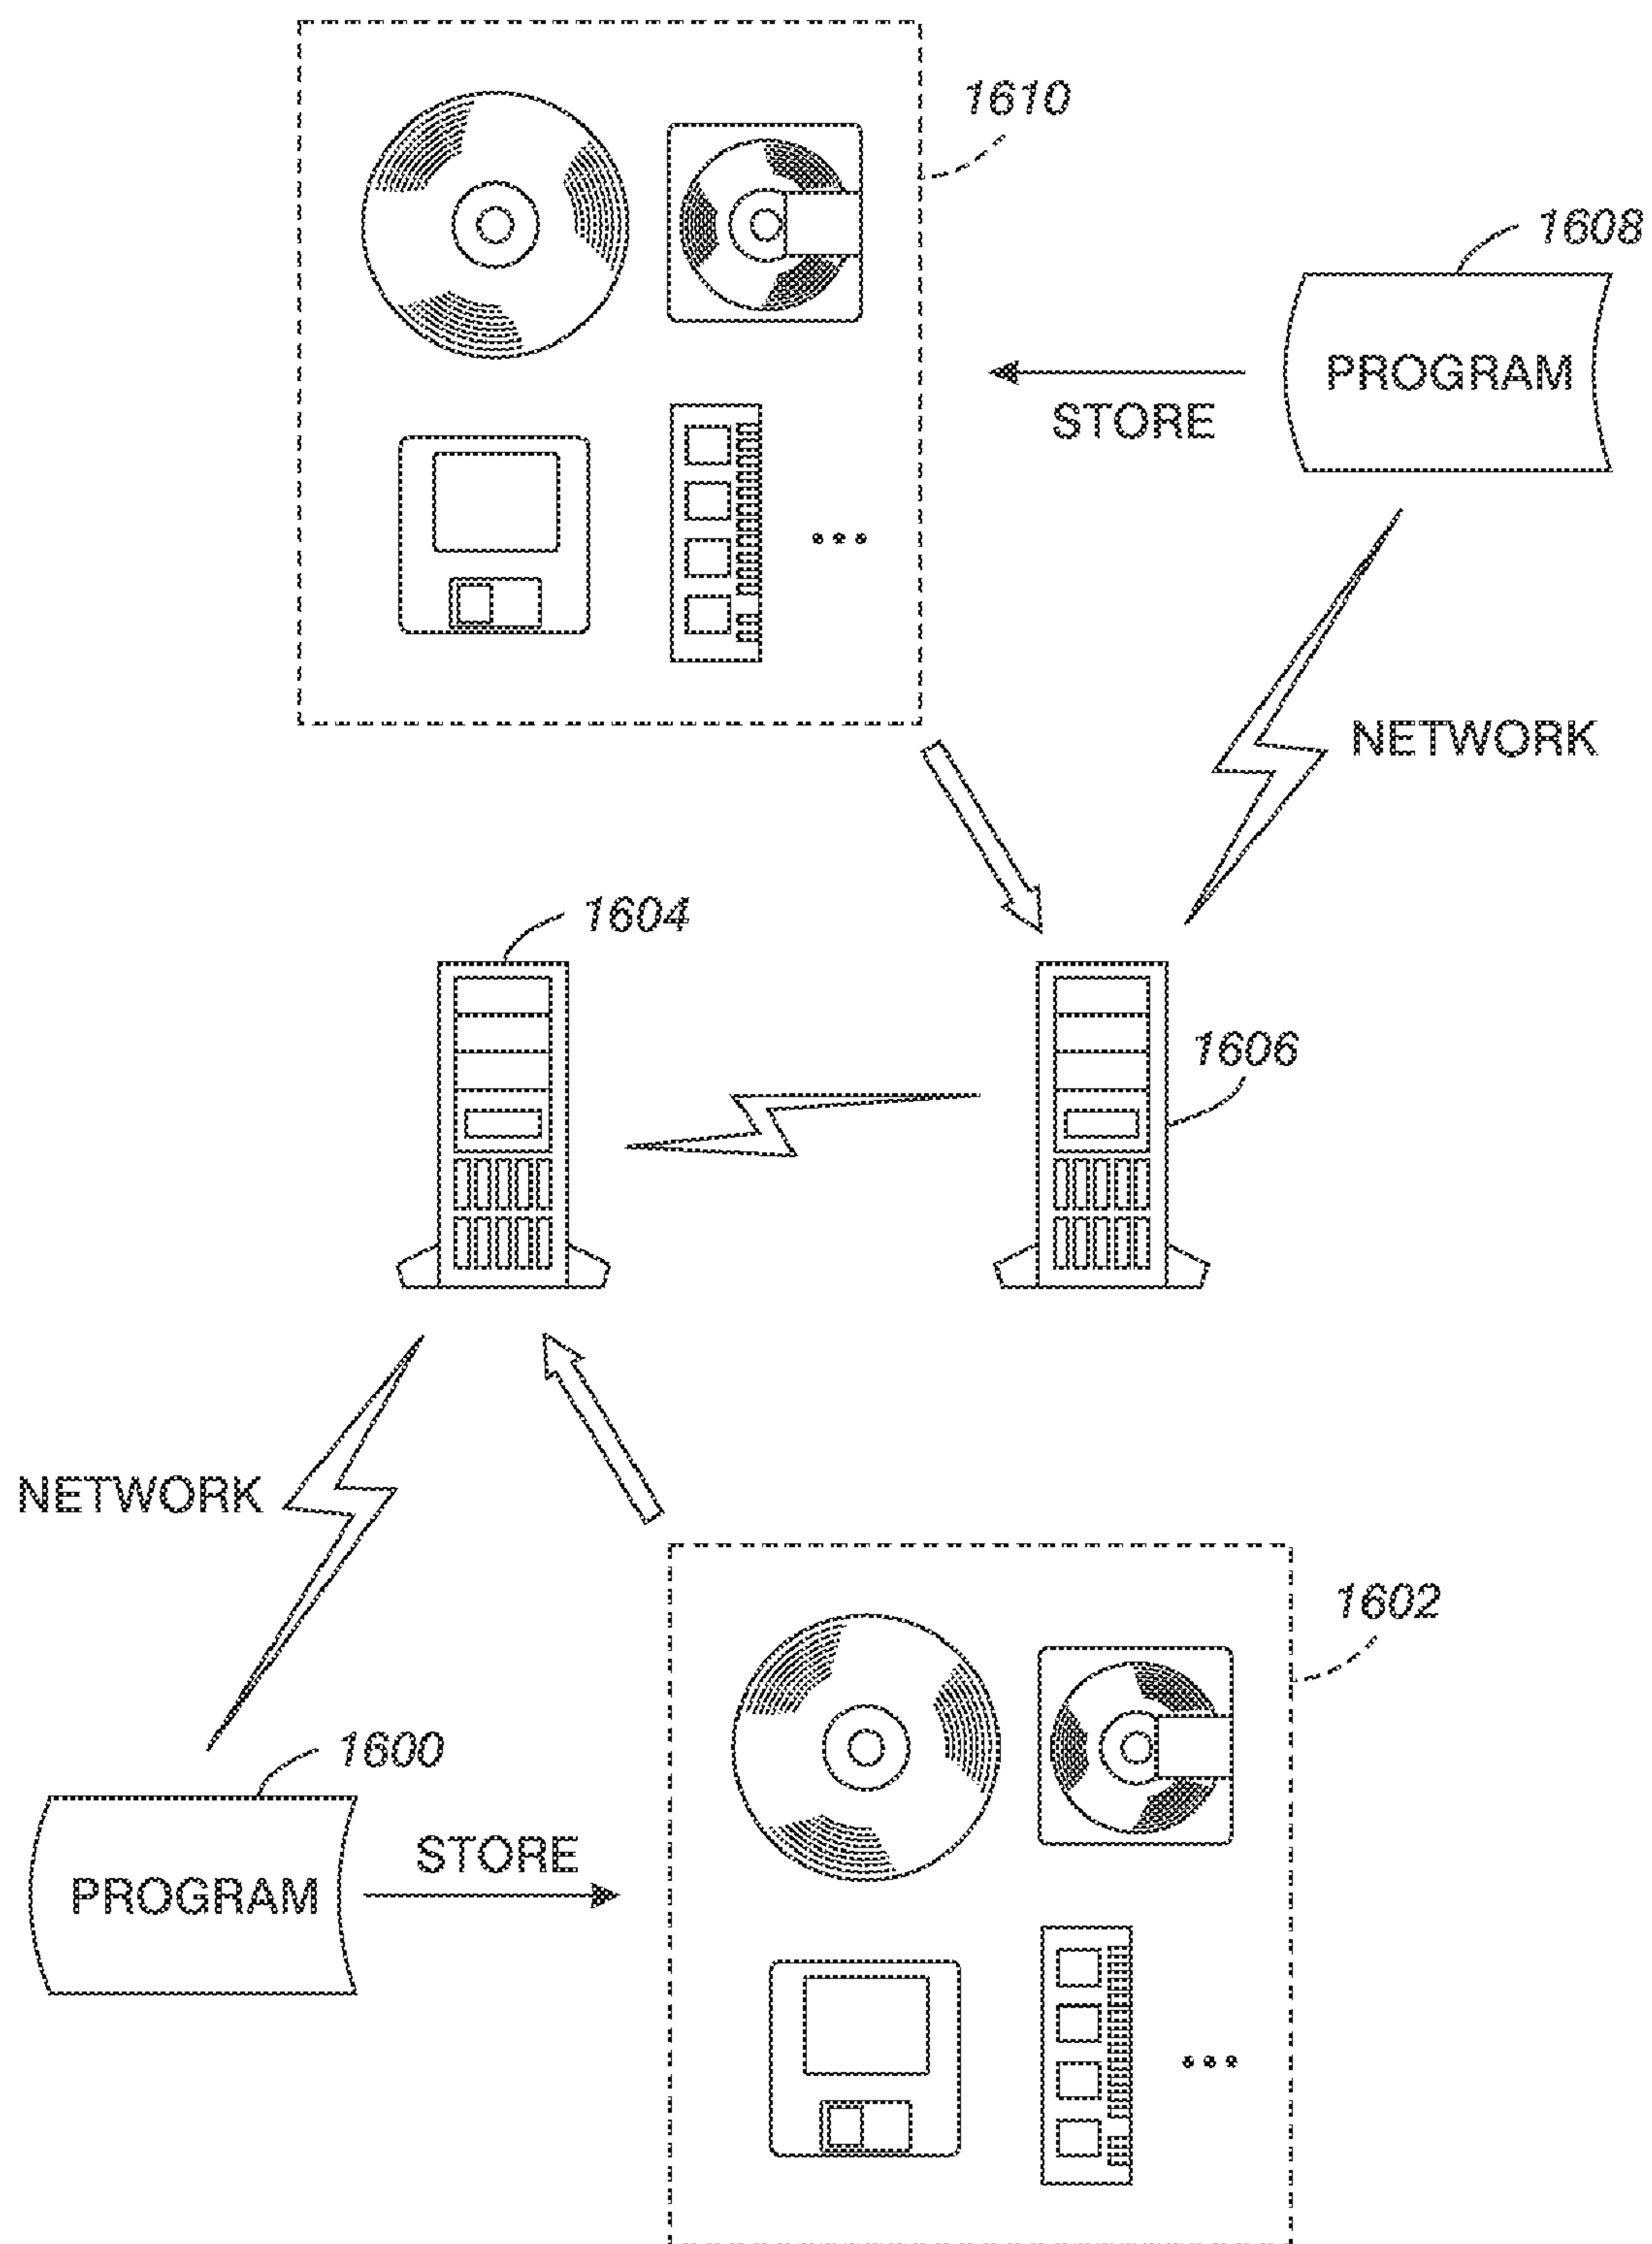 1610
1608
PROGRAM
STORE
NETWORK
1604
1606
NETWORK
1602
1600
STORE
PROGRAM